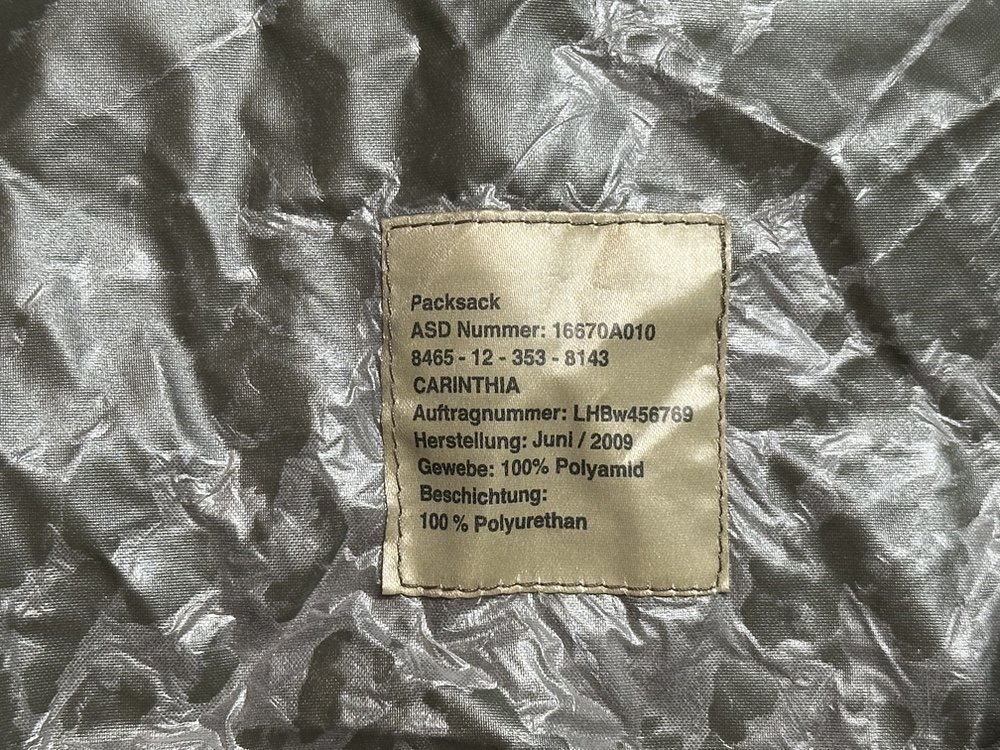 Packsack
ASD Nummer: 16670A010
8465 - 12 - 353 - 8143
CARINTHIA
Auftragnummer: LHBw456769
Herstellung: Juni / 2009
Gewebe: 100% Polyamid
Beschichtung:
100 % Polyurethan